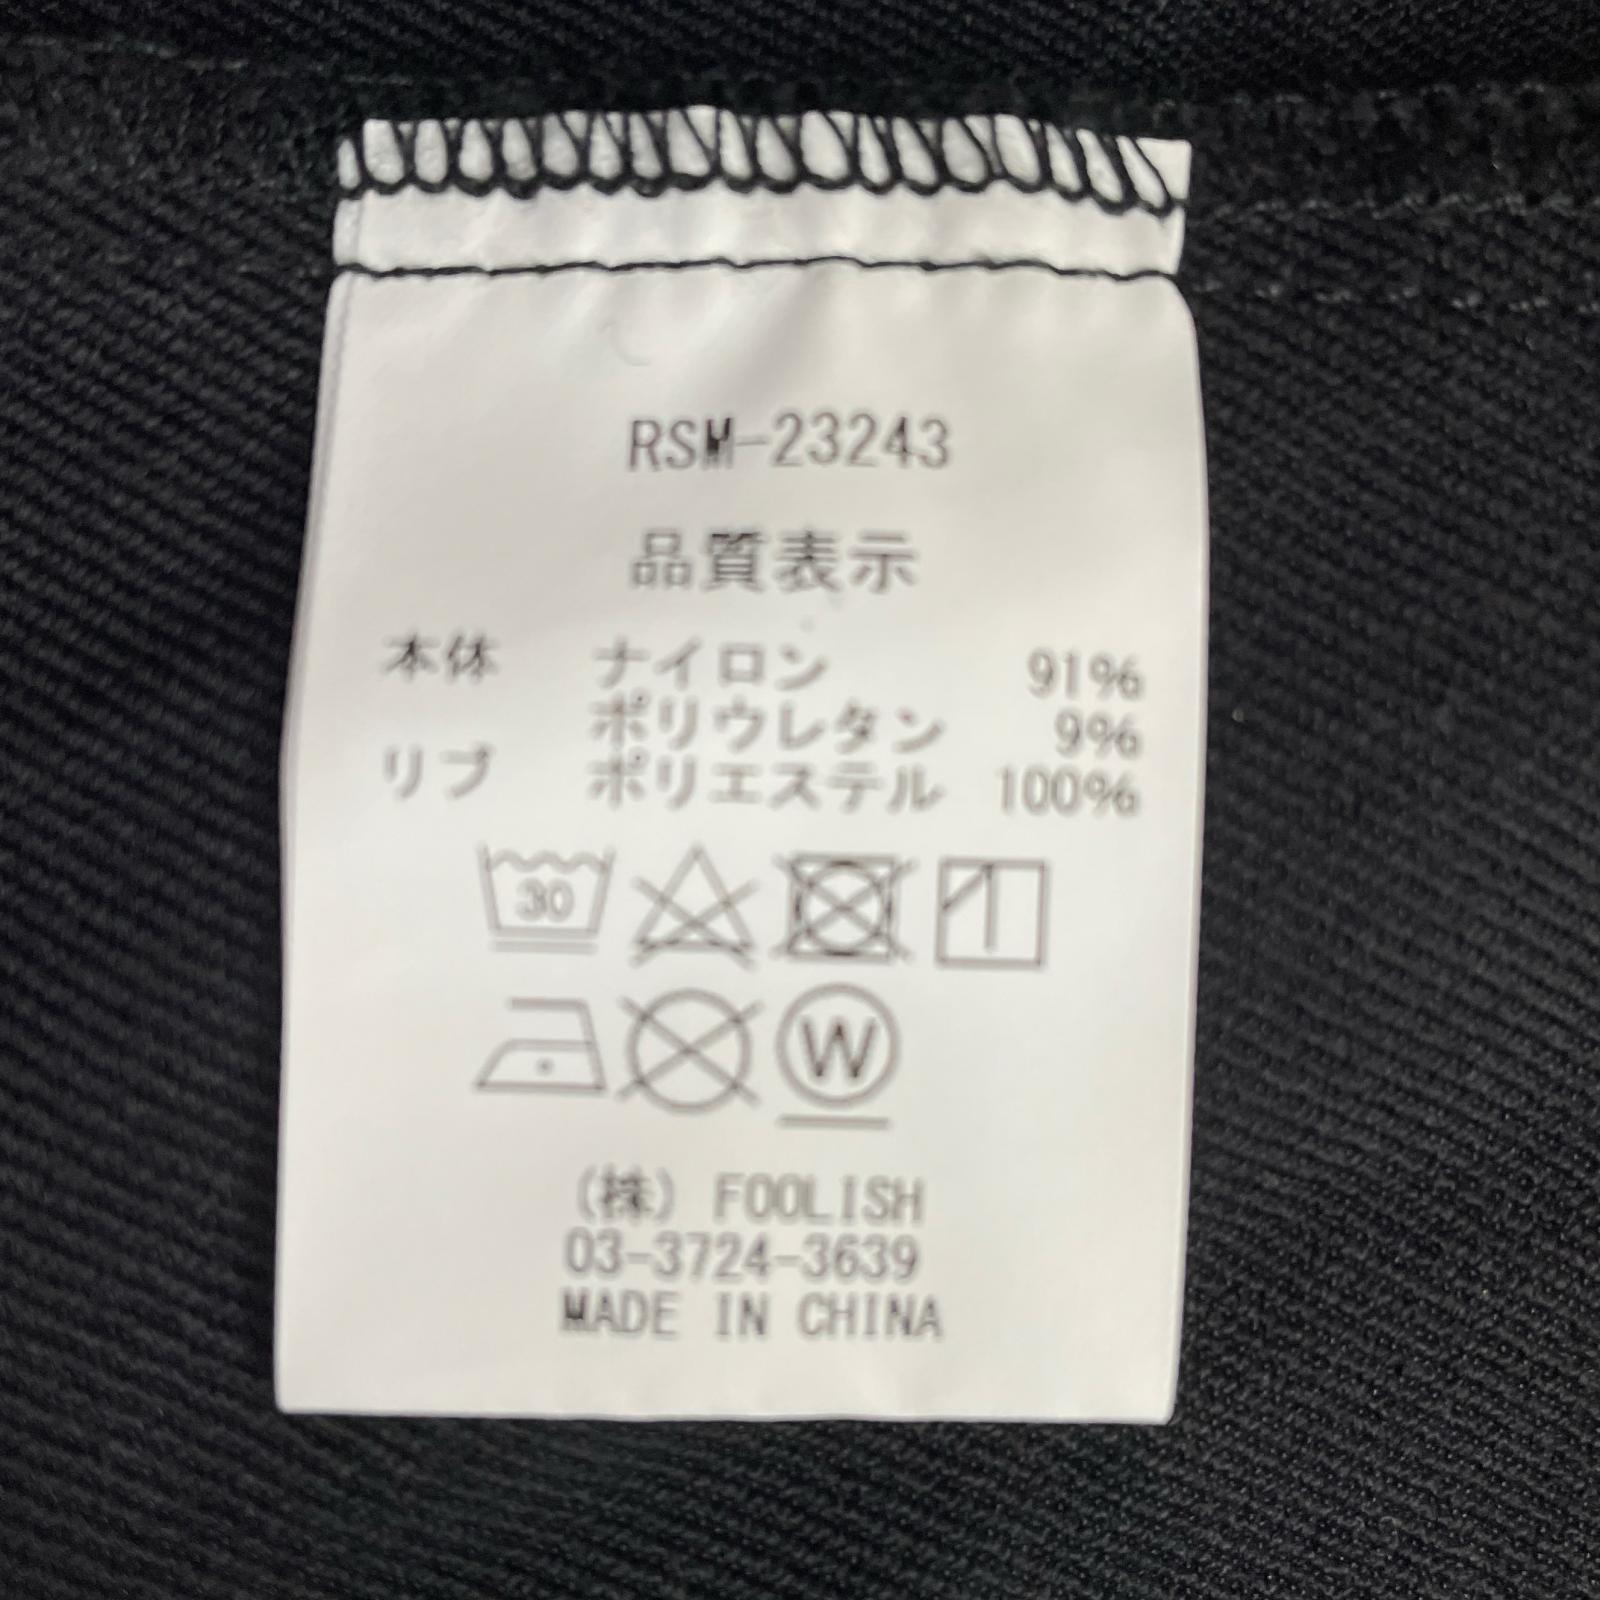 RSM-23243
品質表示
本体 ナイロン 91%
ポリウレタン 9%
リブ ポリエステル 100%
30
W
(株) FOOLISH
03-3724-3639
MADE IN CHINA